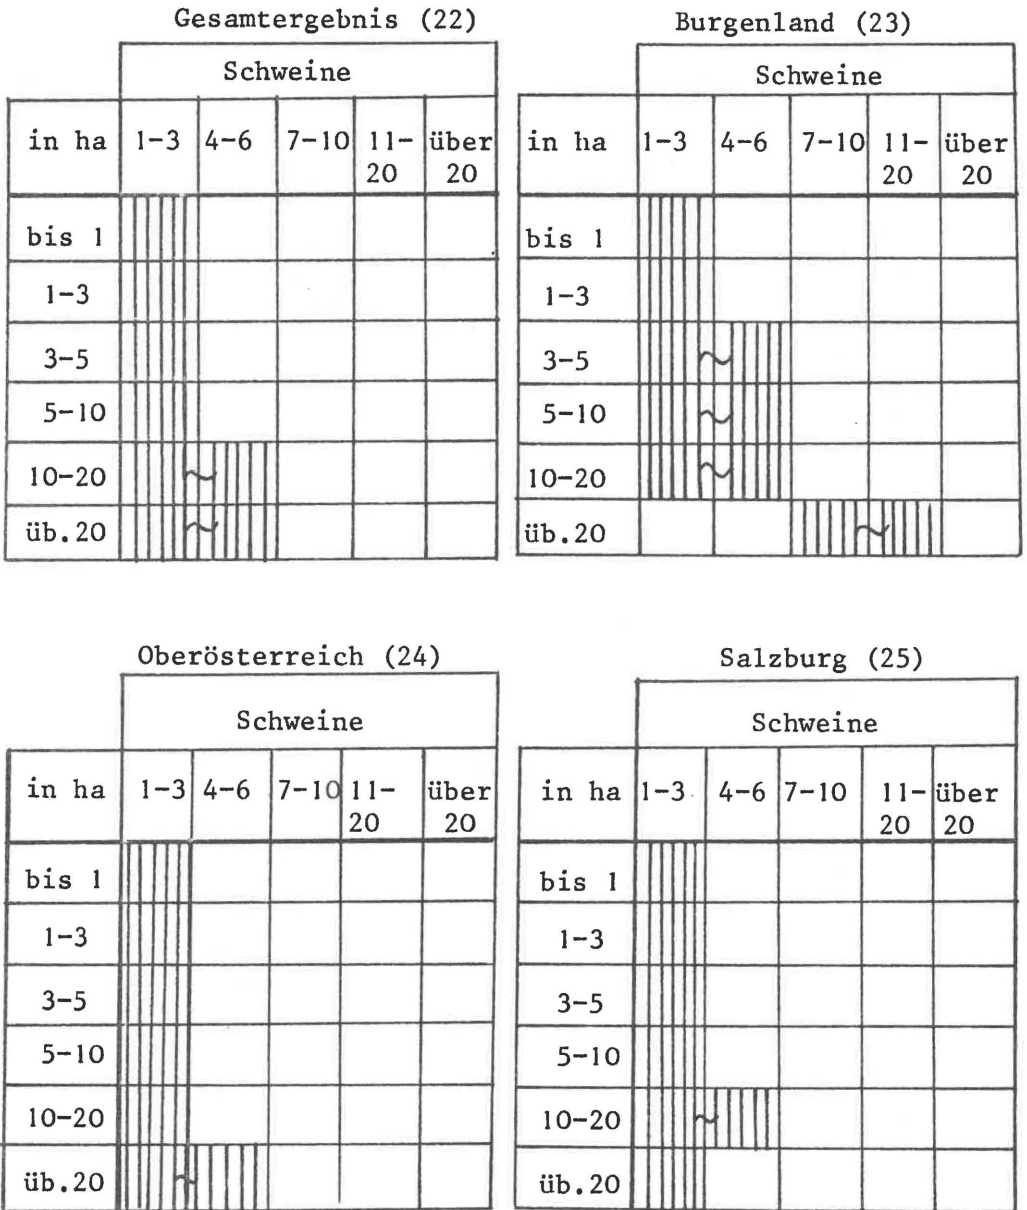 Gesamtergebnis (22)
Schweine
in ha 1-3 4-6 7-10 11- über
20 20
bis 1
1-3
3-5
5-10
10-20
üb.20
Burgenland (23)
Schweine
in ha 1-3 4-6 7-10 11- über
20 20
bis 1
1-3
3-5
5-10
10-20
üb.20
Oberösterreich (24)
Schweine
in ha 1-3 4-6 7-10 11- über
20 20
bis 1
1-3
3-5
5-10
10-20
üb.20
Salzburg (25)
Schweine
in ha 1-3 4-6 7-10 11- über
20 20
bis 1
1-3
3-5
5-10
10-20
üb.20